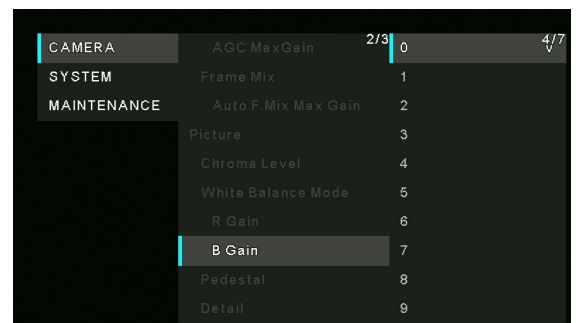 CAMERA
SYSTEM
MAINTENANCE
2/3
AGC MaxGain
Frame Mix
Auto F.Mix Max Gain
Picture
Chroma Level
White Balance Mode
R Gain
B Gain
Pedestal
Detail
4/7
0
1
2
3
4
5
6
7
8
9